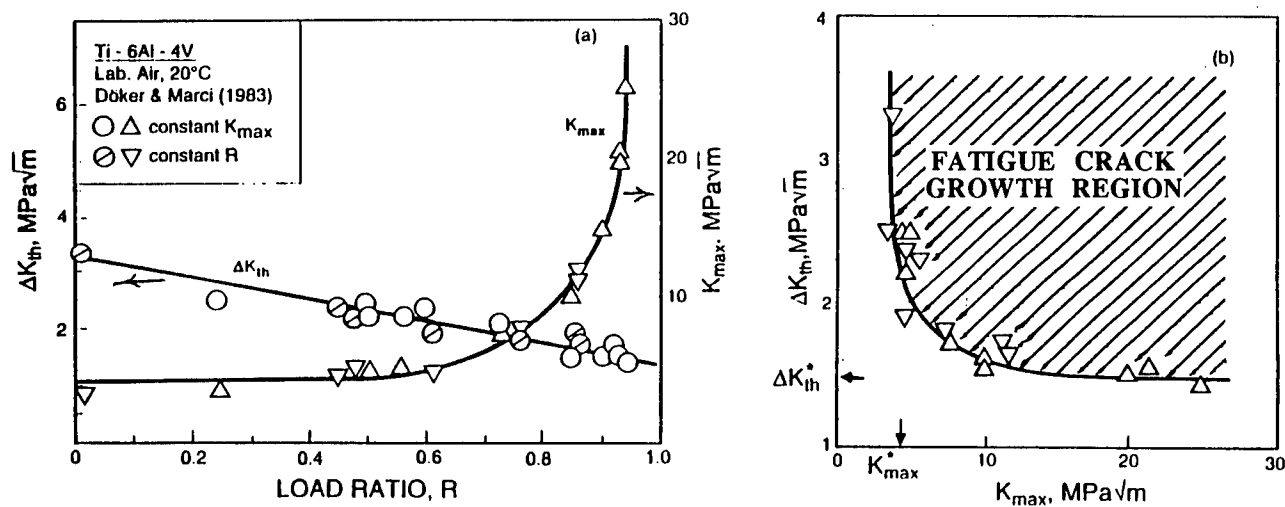 (a)
Ti - 6Al - 4V
Lab. Air, 20°C
Döker & Marci (1983)
constant Kmax
constant R
ΔKth, MPa√m
6
4
2
ΔKth
Kmax
30
20
10
Kmax, MPa√m
0 0.2 0.4 0.6 0.8 1.0
LOAD RATIO, R
(b)
FATIGUE CRACK
GROWTH REGION
ΔKth, MPa√m
4
3
2
ΔK*th
1
0 K*max 10 20 30
Kmax, MPa√m